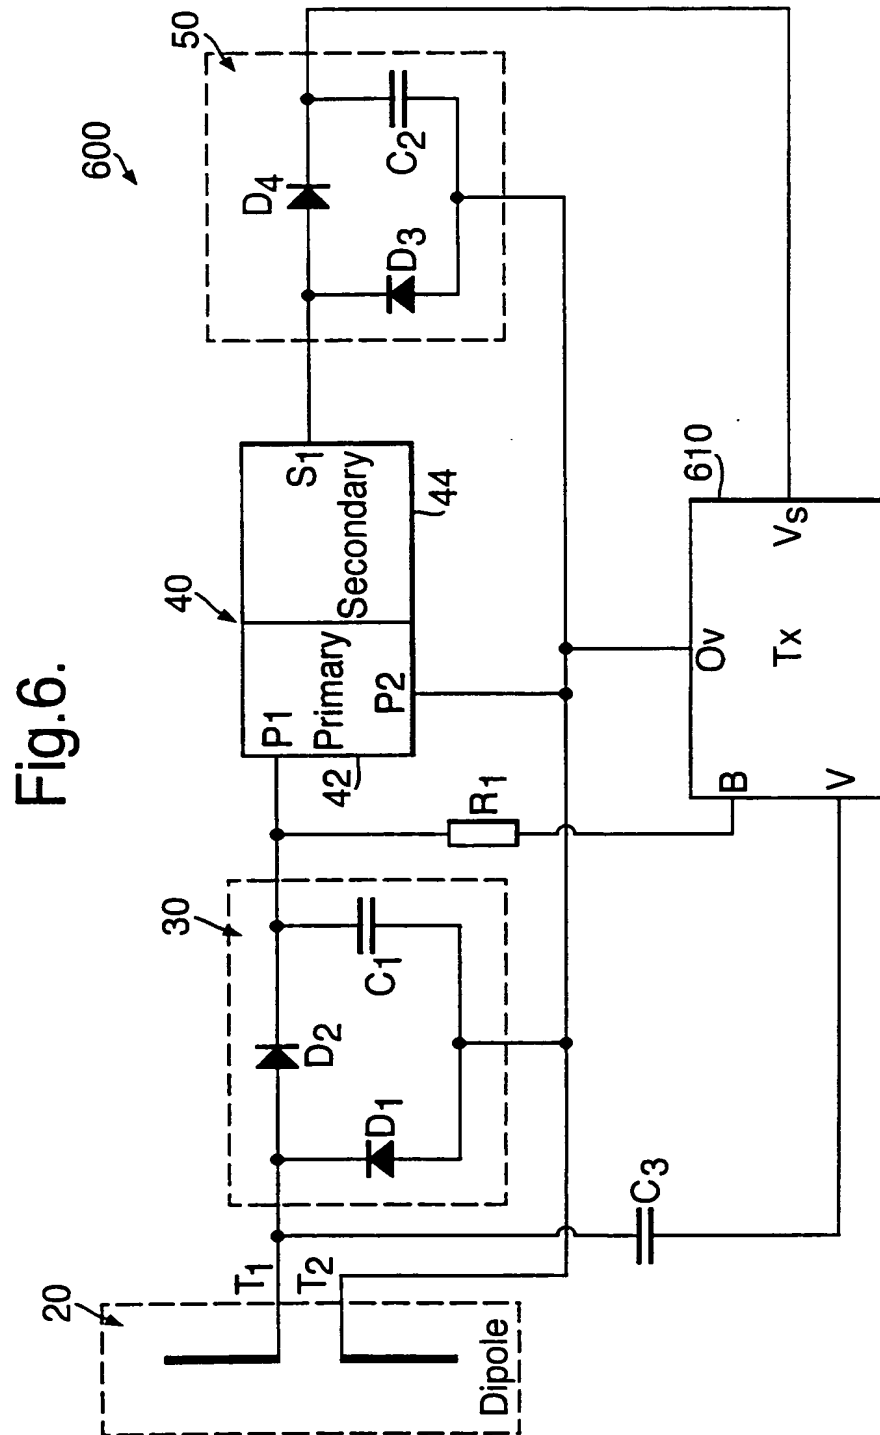 Fig.6.
600
20
T1
T2
Dipole
30
D2
D1
C1
C3
R1
40
P1
Primary
P2
42
S1
Secondary
44
50
D4
D3
C2
610
B
V
Ov
Tx
Vs